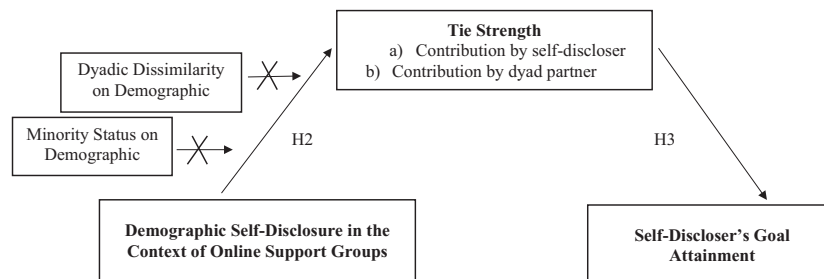 Tie Strength
a) Contribution by self-discloser
b) Contribution by dyad partner
Dyadic Dissimilarity
on Demographic
Minority Status on
Demographic
H2
H3
Demographic Self-Disclosure in the
Context of Online Support Groups
Self-Discloser’s Goal
Attainment